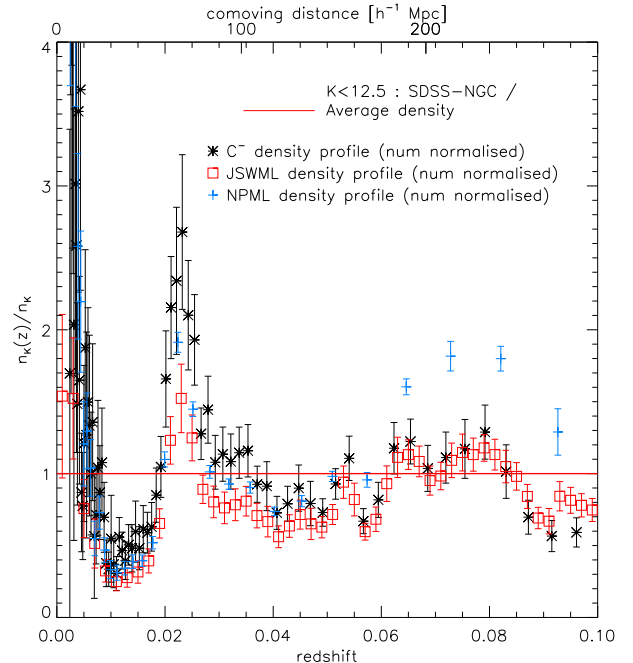 comoving distance [h⁻¹ Mpc]
0 100 200
4
K<12.5 : SDSS-NGC /
Average density
C⁻ density profile (num normalised)
JSWML density profile (num normalised)
NPML density profile (num normalised)
3
n_K(z)/n_K
2
1
0
0.00 0.02 0.04 0.06 0.08 0.10
redshift